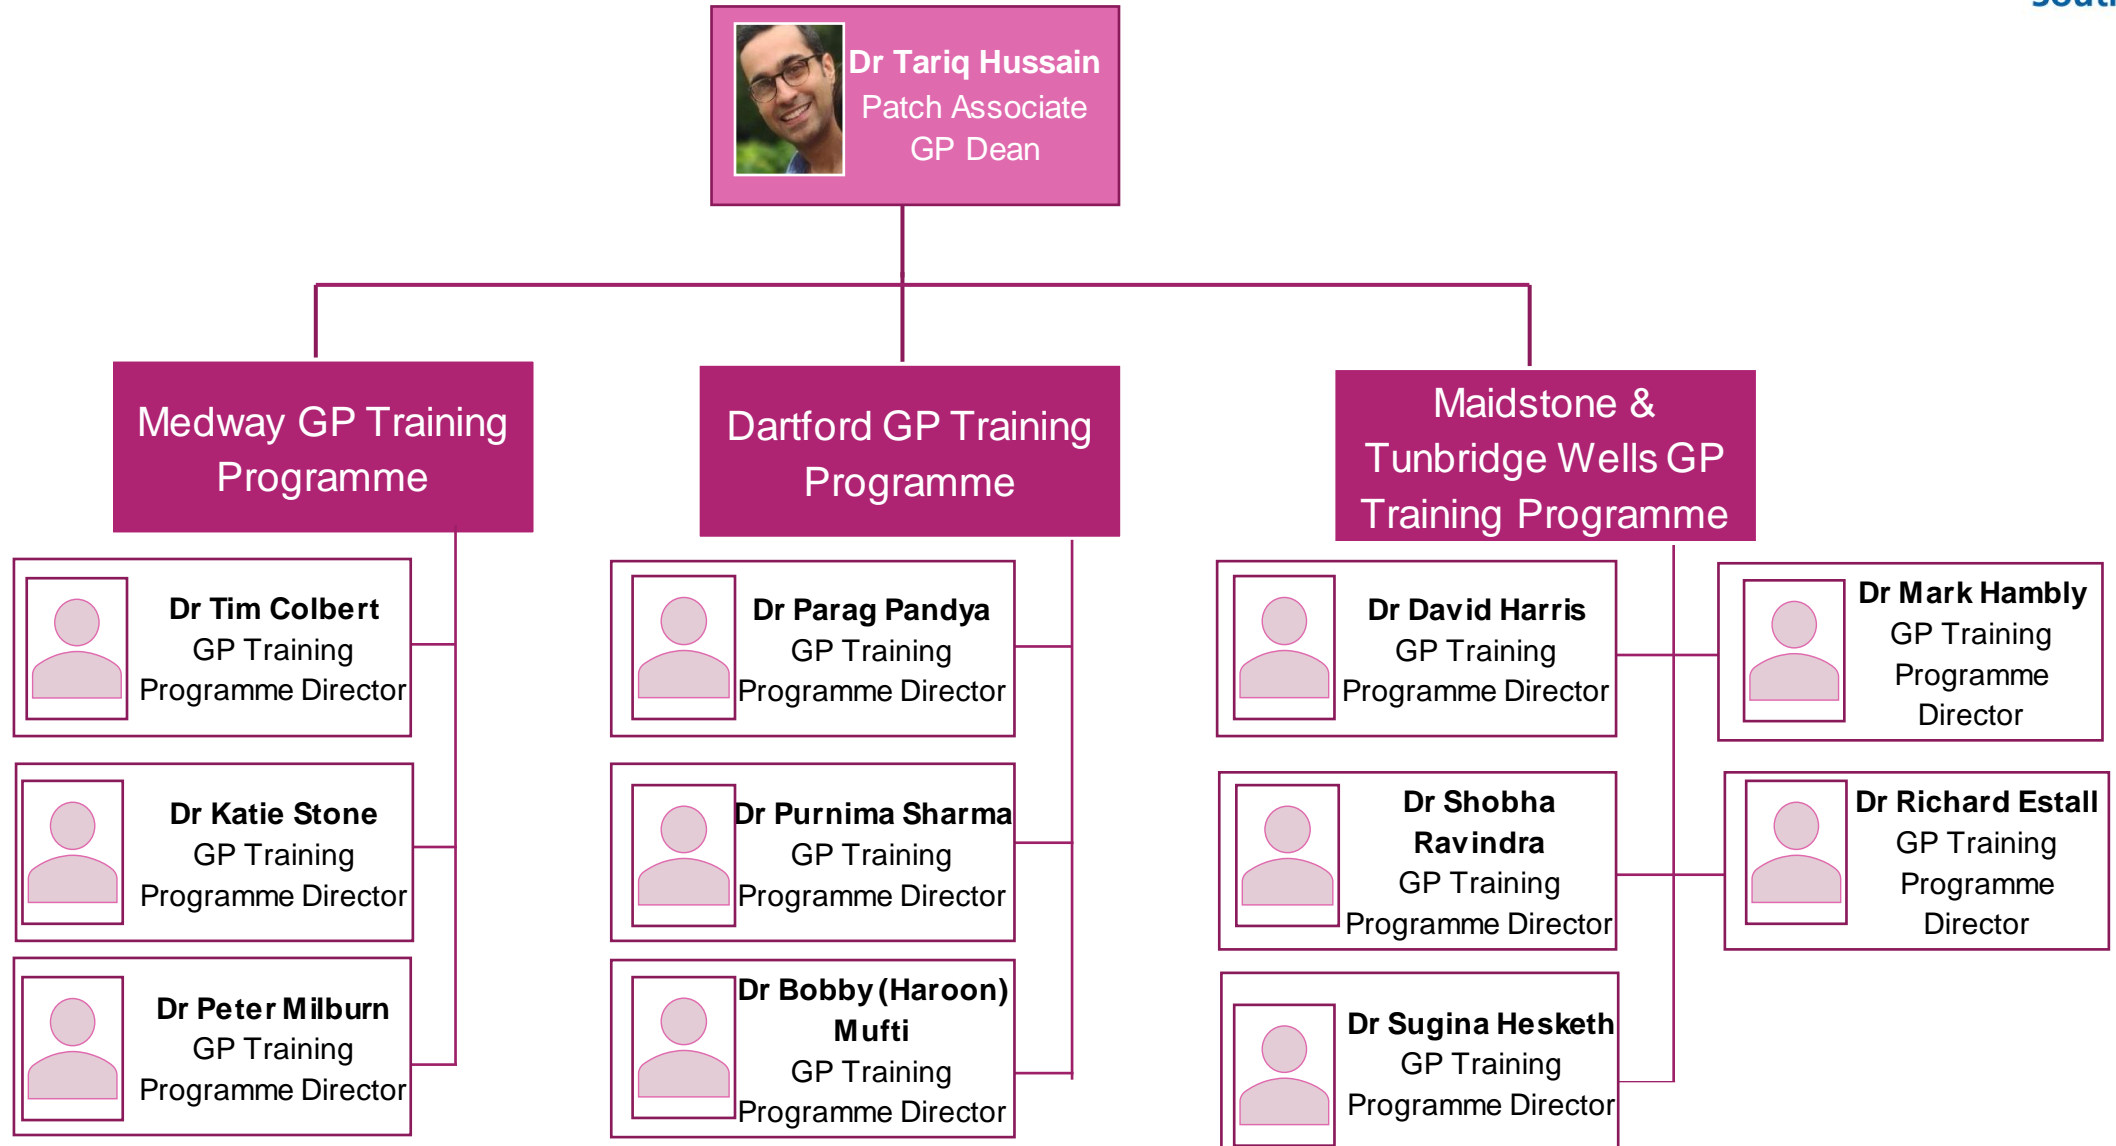 Dr Tariq Hussain
Patch Associate
GP Dean
Medway GP Training
Programme
Dartford GP Training
Programme
Maidstone &
Tunbridge Wells GP
Training Programme
Dr Tim Colbert
GP Training
Programme Director
Dr Katie Stone
GP Training
Programme Director
Dr Peter Milburn
GP Training
Programme Director
Dr Parag Pandya
GP Training
Programme Director
Dr Purnima Sharma
GP Training
Programme Director
Dr Bobby (Haroon)
Mufti
GP Training
Programme Director
Dr David Harris
GP Training
Programme Director
Dr Mark Hambly
GP Training
Programme
Director
Dr Shobha
Ravindra
GP Training
Programme Director
Dr Richard Estall
GP Training
Programme
Director
Dr Sugina Hesketh
GP Training
Programme Director